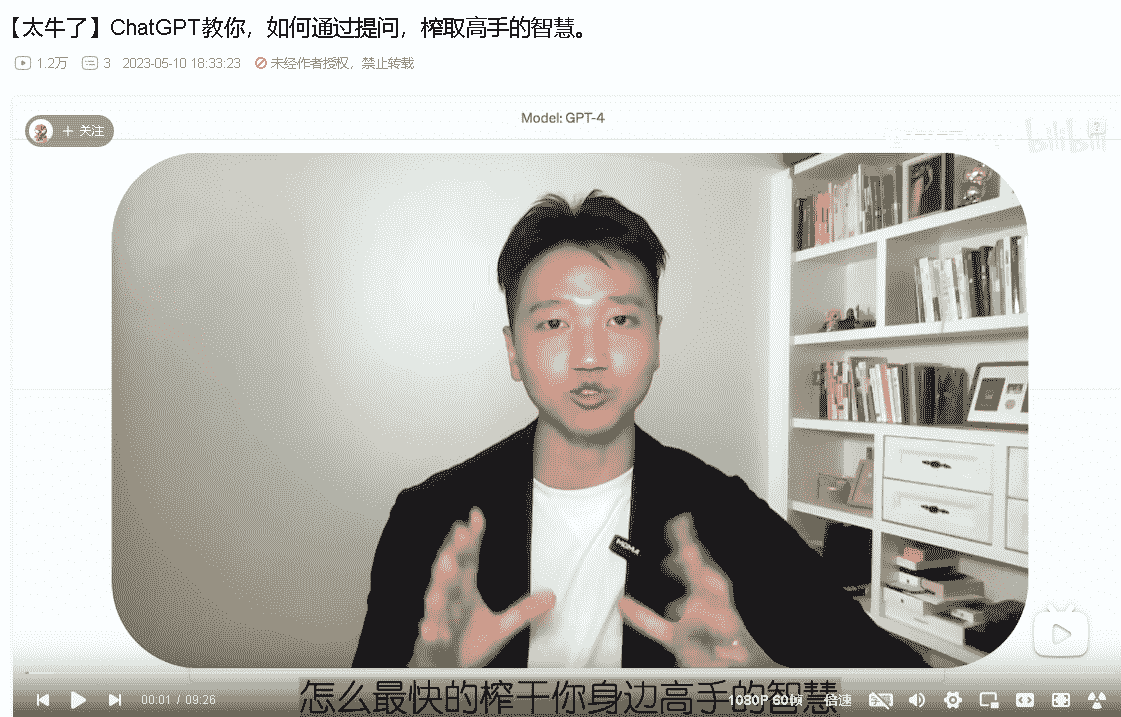 【太牛了】ChatGPT教你，如何通过提问，榨取高手的智慧。
1.2万 3 2023-05-10 18:33:23 未经作者授权，禁止转载
+ 关注
Model: GPT-4
bilibili
怎么最快的榨干你身边高手的智慧
00:01 / 09:26
1080P 60帧
倍速